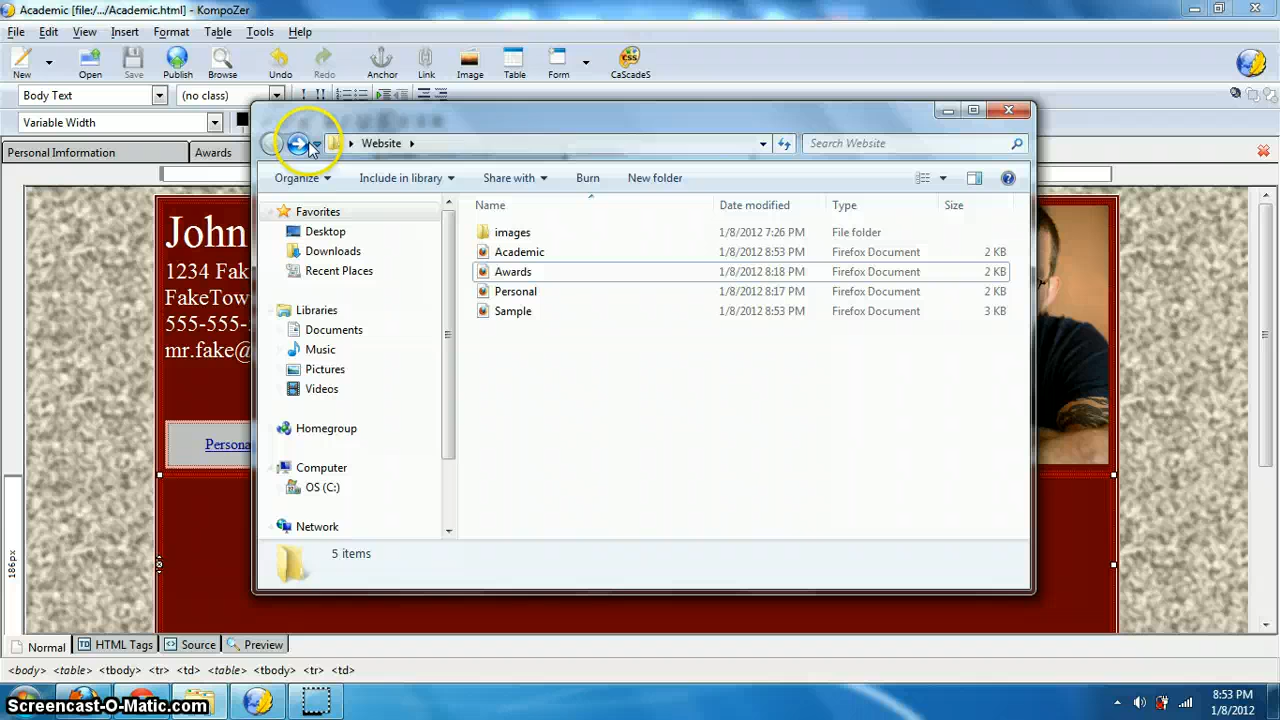 Academic [file:/.../Academic.html] - KompoZer
File Edit View Insert Format Table Tools Help
New Open Save Publish Browse Undo Redo Anchor Link Image Table Form CaScadeS
Body Text (no class)
Variable Width
Website Search Website
Personal Information Awards
Organize Include in library Share with Burn New folder
Name Date modified Type Size
Favorites
Desktop
Downloads
Recent Places
Libraries
Documents
Music
Pictures
Videos
Homegroup
Computer
OS (C:)
Network
images 1/8/2012 7:26 PM File folder
Academic 1/8/2012 8:53 PM Firefox Document 2 KB
Awards 1/8/2012 8:18 PM Firefox Document 2 KB
Personal 1/8/2012 8:17 PM Firefox Document 2 KB
Sample 1/8/2012 8:53 PM Firefox Document 3 KB
5 items
John
1234 Fak
FakeTow
555-555-
mr.fake@
Persona
186px
Normal HTML Tags Source Preview
<body> <table> <tbody> <tr> <td> <table> <tbody> <tr> <td>
Screencast-O-Matic.com
8:53 PM
1/8/2012